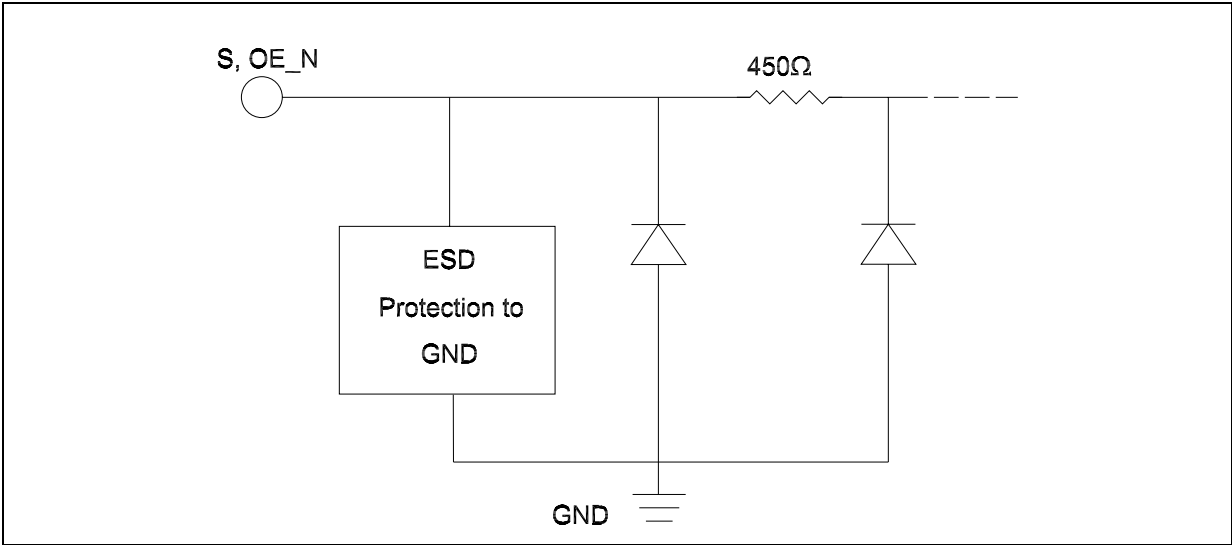 S, OE_N
450Ω
ESD
Protection to
GND
GND